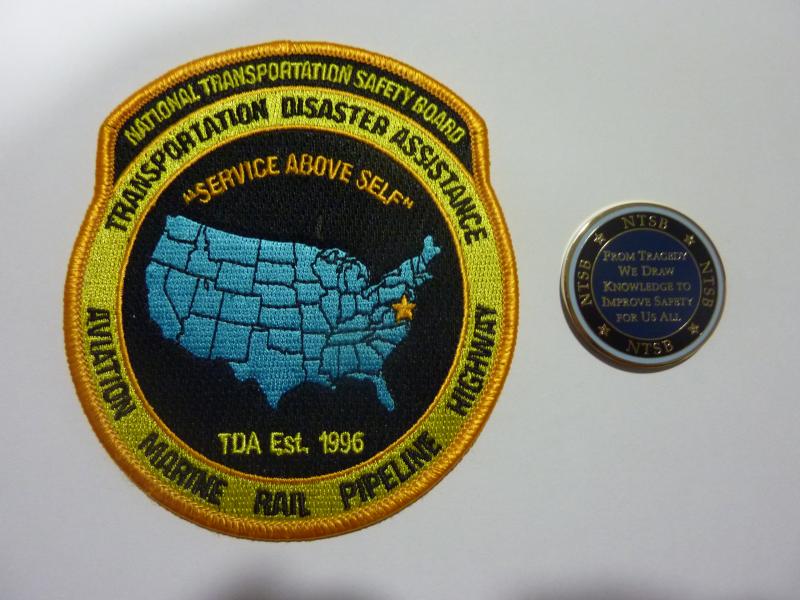 NATIONAL TRANSPORTATION SAFETY BOARD
TRANSPORTATION DISASTER ASSISTANCE
"SERVICE ABOVE SELF"
TDA Est. 1996
AVIATION MARINE RAIL PIPELINE HIGHWAY
NTSB
NTSB
NTSB
NTSB
FROM TRAGEDY
WE DRAW
KNOWLEDGE TO
IMPROVE SAFETY
FOR US ALL